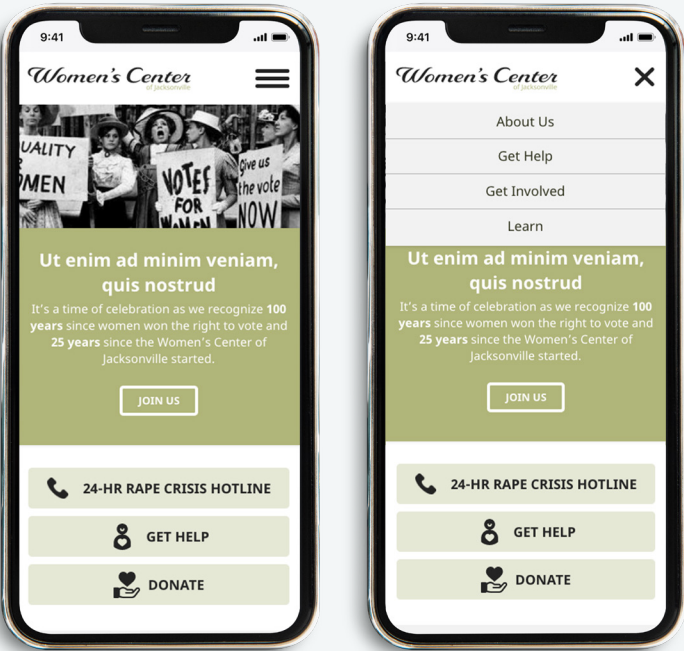 9:41
Women's Center
of Jacksonville
UALITY
MEN
VOTES
FOR
WOMEN
Give us
the vote
NOW
Ut enim ad minim veniam,
quis nostrud
It's a time of celebration as we recognize 100
years since women won the right to vote and
25 years since the Women's Center of
Jacksonville started.
JOIN US
24-HR RAPE CRISIS HOTLINE
GET HELP
DONATE
9:41
Women's Center
of Jacksonville
About Us
Get Help
Get Involved
Learn
Ut enim ad minim veniam,
quis nostrud
It's a time of celebration as we recognize 100
years since women won the right to vote and
25 years since the Women's Center of
Jacksonville started.
JOIN US
24-HR RAPE CRISIS HOTLINE
GET HELP
DONATE